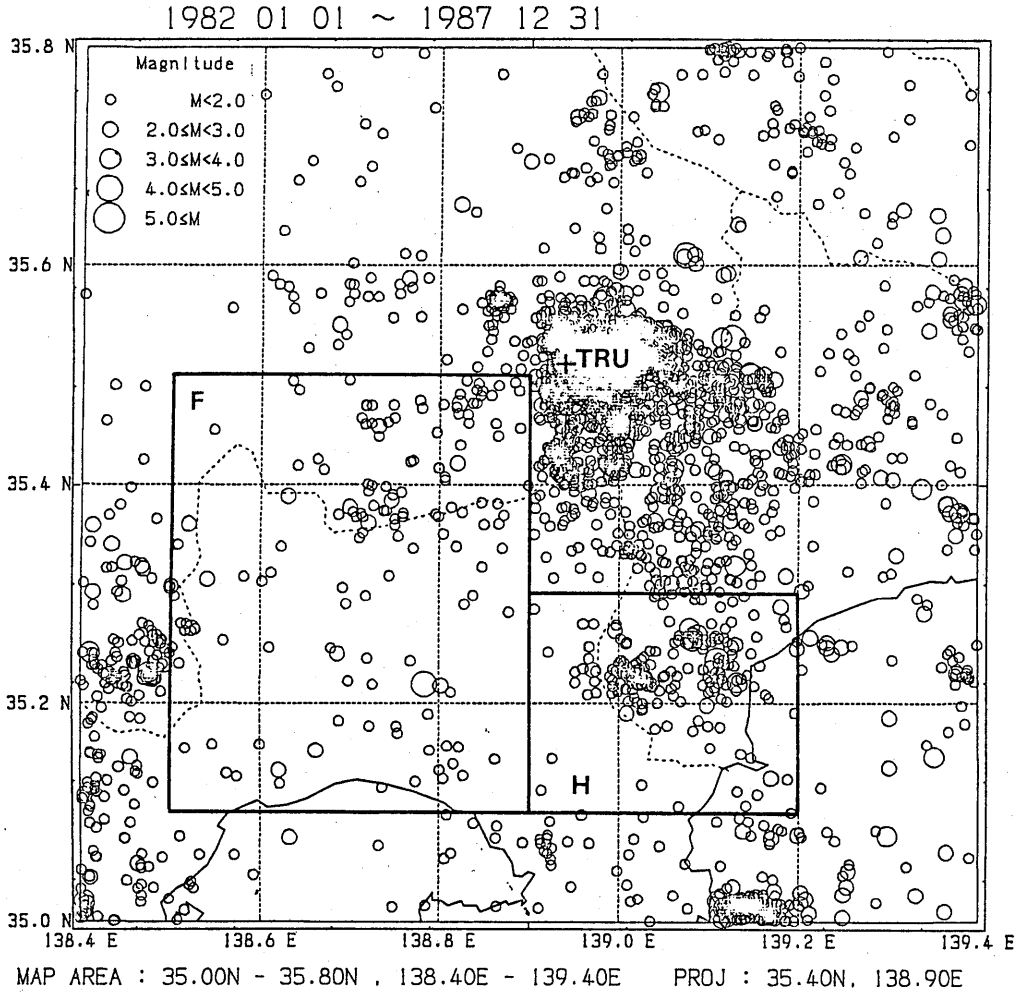 1982 01 01 ~ 1987 12 31
35.8 N
Magnitude
M<2.0
2.0≤M<3.0
3.0≤M<4.0
4.0≤M<5.0
5.0≤M
35.6 N
+TRU
F
35.4 N
35.2 N
H
35.0 N
138.4 E 138.6 E 138.8 E 139.0 E 139.2 E 139.4 E
MAP AREA : 35.00N - 35.80N , 138.40E - 139.40E PROJ : 35.40N, 138.90E